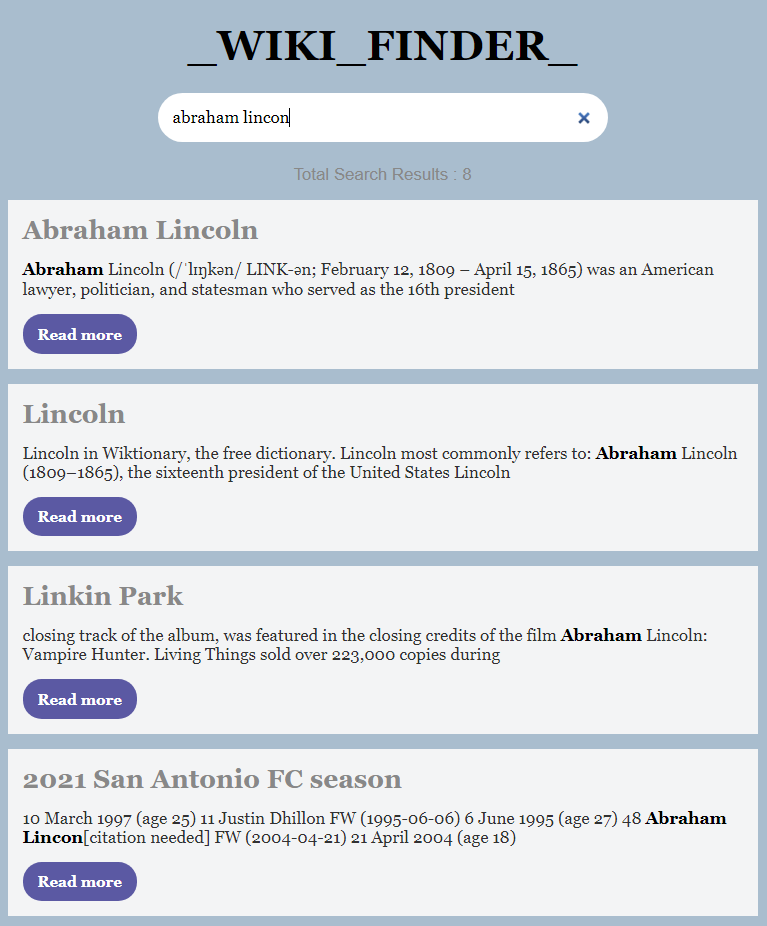 _WIKI_FINDER_
abraham lincon
Total Search Results : 8
Abraham Lincoln
Abraham Lincoln (/ˈlɪŋkən/ LINK-ən; February 12, 1809 – April 15, 1865) was an American
lawyer, politician, and statesman who served as the 16th president
Read more
Lincoln
Lincoln in Wiktionary, the free dictionary. Lincoln most commonly refers to: Abraham Lincoln
(1809–1865), the sixteenth president of the United States Lincoln
Read more
Linkin Park
closing track of the album, was featured in the closing credits of the film Abraham Lincoln:
Vampire Hunter. Living Things sold over 223,000 copies during
Read more
2021 San Antonio FC season
10 March 1997 (age 25) 11 Justin Dhillon FW (1995-06-06) 6 June 1995 (age 27) 48 Abraham
Lincon[citation needed] FW (2004-04-21) 21 April 2004 (age 18)
Read more